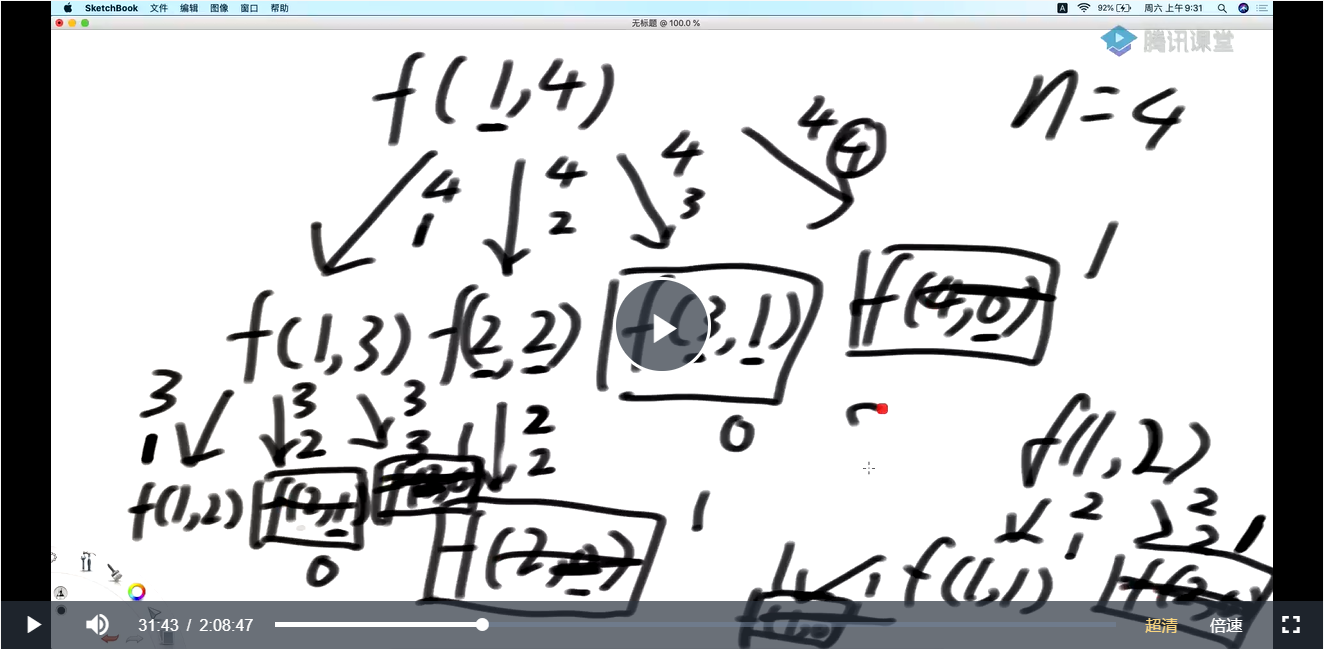 SketchBook 文件 编辑 图像 窗口 帮助 A 92% 周六 上午9:31
无标题 @ 100.0 %
腾讯课堂
f(1,4) n=4
4 4 4 4
1 2 3 4
f(1,3) f(2,2) f(3,1) f(4,0) 1
0
3 3 3 2
1 2 3 1 2
f(1,2) f(2,1) f(2,0) 1
0
f(1,2)
2 2
1 2 1
1 1 f(1,1)
f(1,0)
31:43 / 2:08:47 超清 倍速